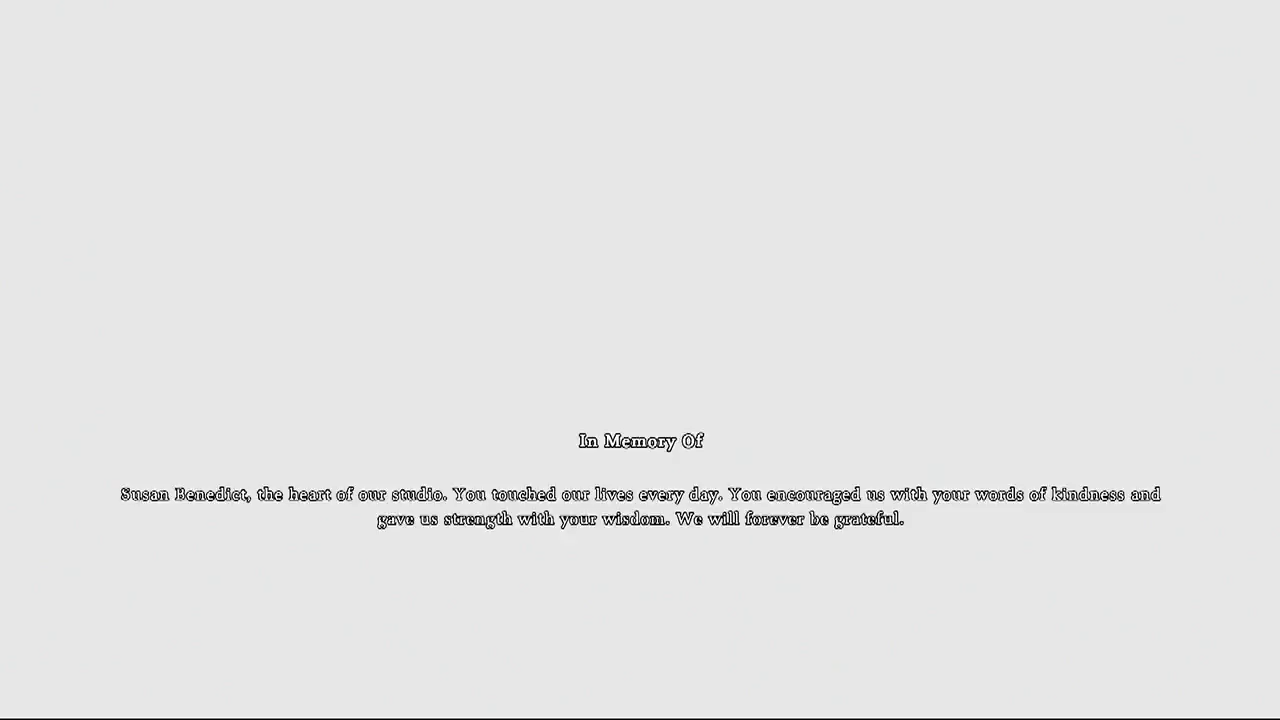 In Memory Of
Susan Benedict, the heart of our studio. You touched our lives every day. You encouraged us with your words of kindness and
gave us strength with your wisdom. We will forever be grateful.